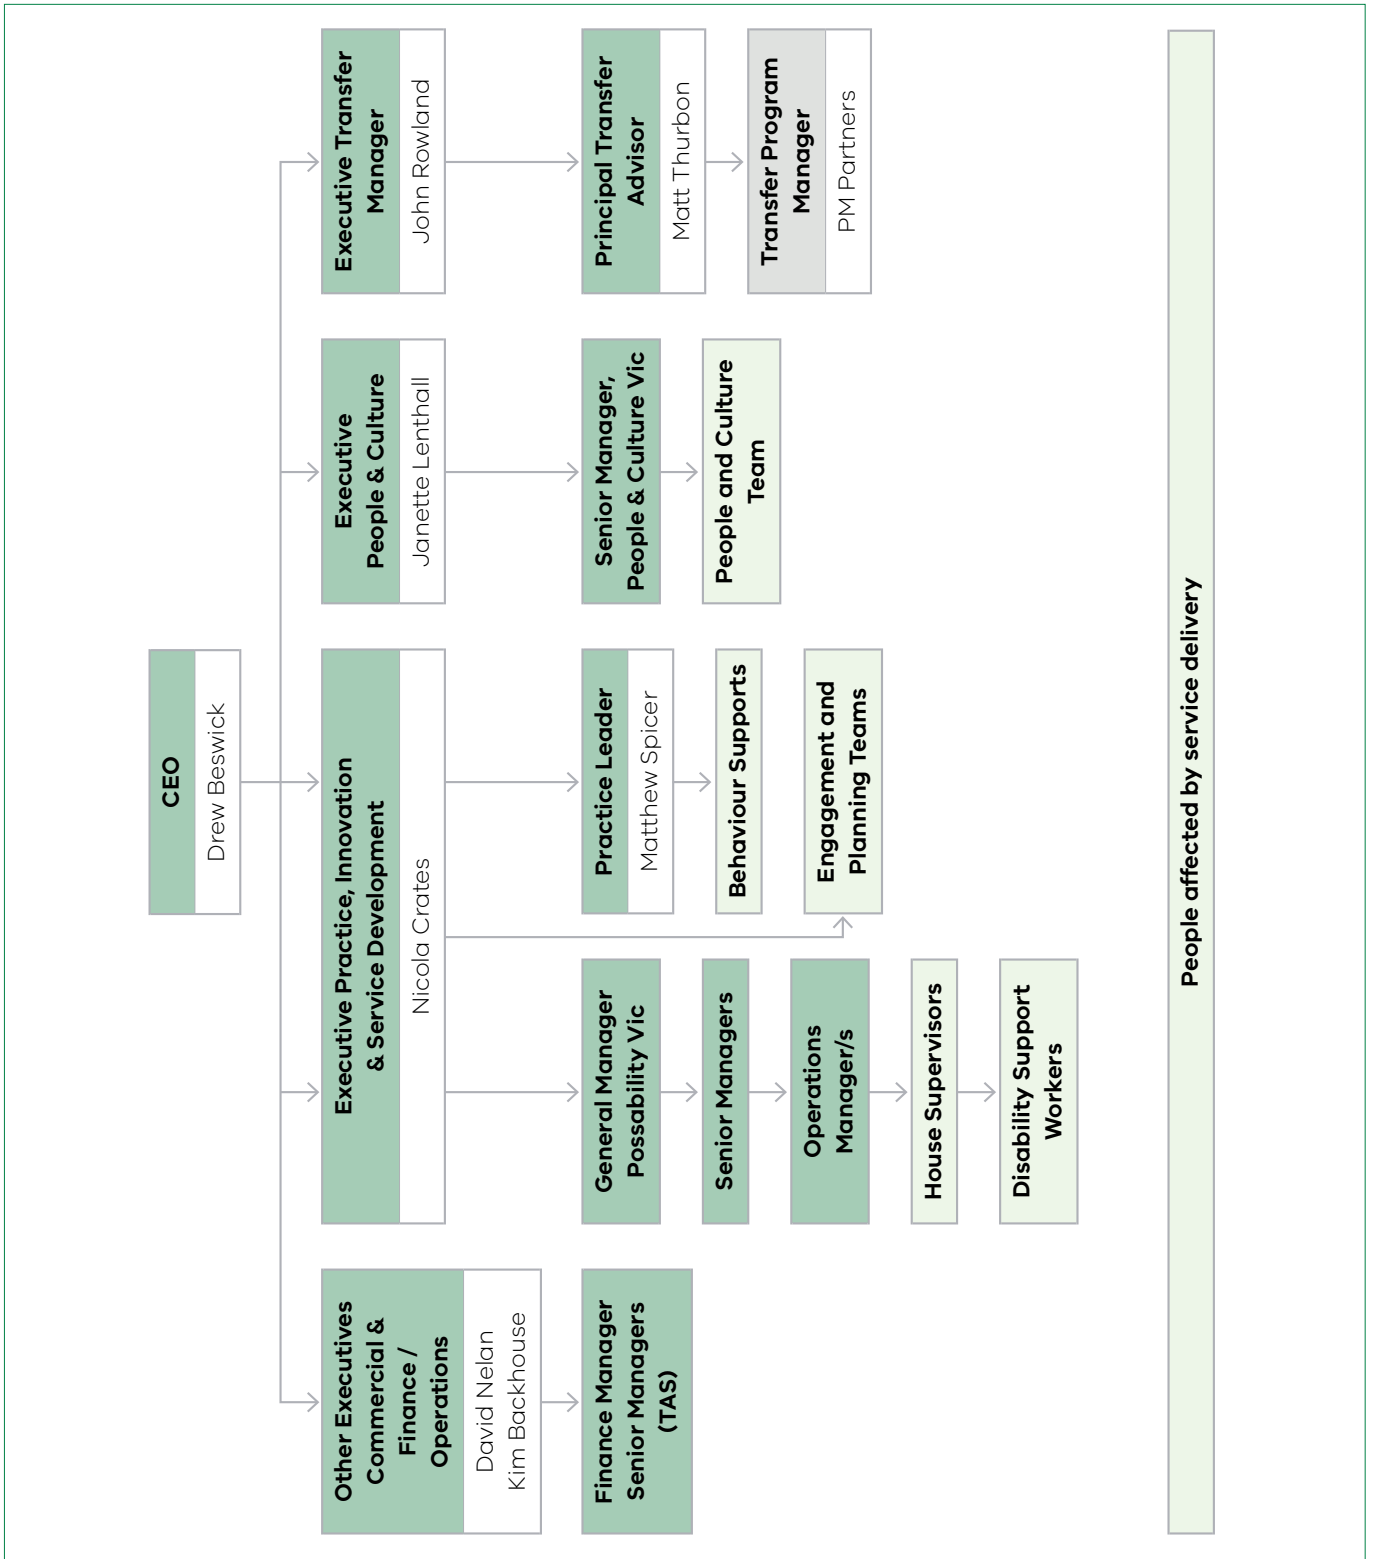 CEO
Drew Beswick
Other Executives
Commercial &
Finance /
Operations
David Nelan
Kim Backhouse
Executive Practice, Innovation
& Service Development
Nicola Crates
Executive
People & Culture
Janette Lenthall
Executive Transfer
Manager
John Rowland
Finance Manager
Senior Managers
(TAS)
General Manager
Possability Vic
Senior Managers
Operations
Manager/s
House Supervisors
Disability Support
Workers
Practice Leader
Matthew Spicer
Behaviour Supports
Engagement and
Planning Teams
Senior Manager,
People & Culture Vic
People and Culture
Team
Principal Transfer
Advisor
Matt Thurbon
Transfer Program
Manager
PM Partners
People affected by service delivery